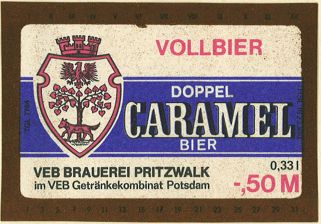 VOLLBIER
DOPPEL
CARAMEL
BIER
0,33 l
VEB BRAUEREI PRITZWALK
im VEB Getränkekombinat Potsdam
-,50 M